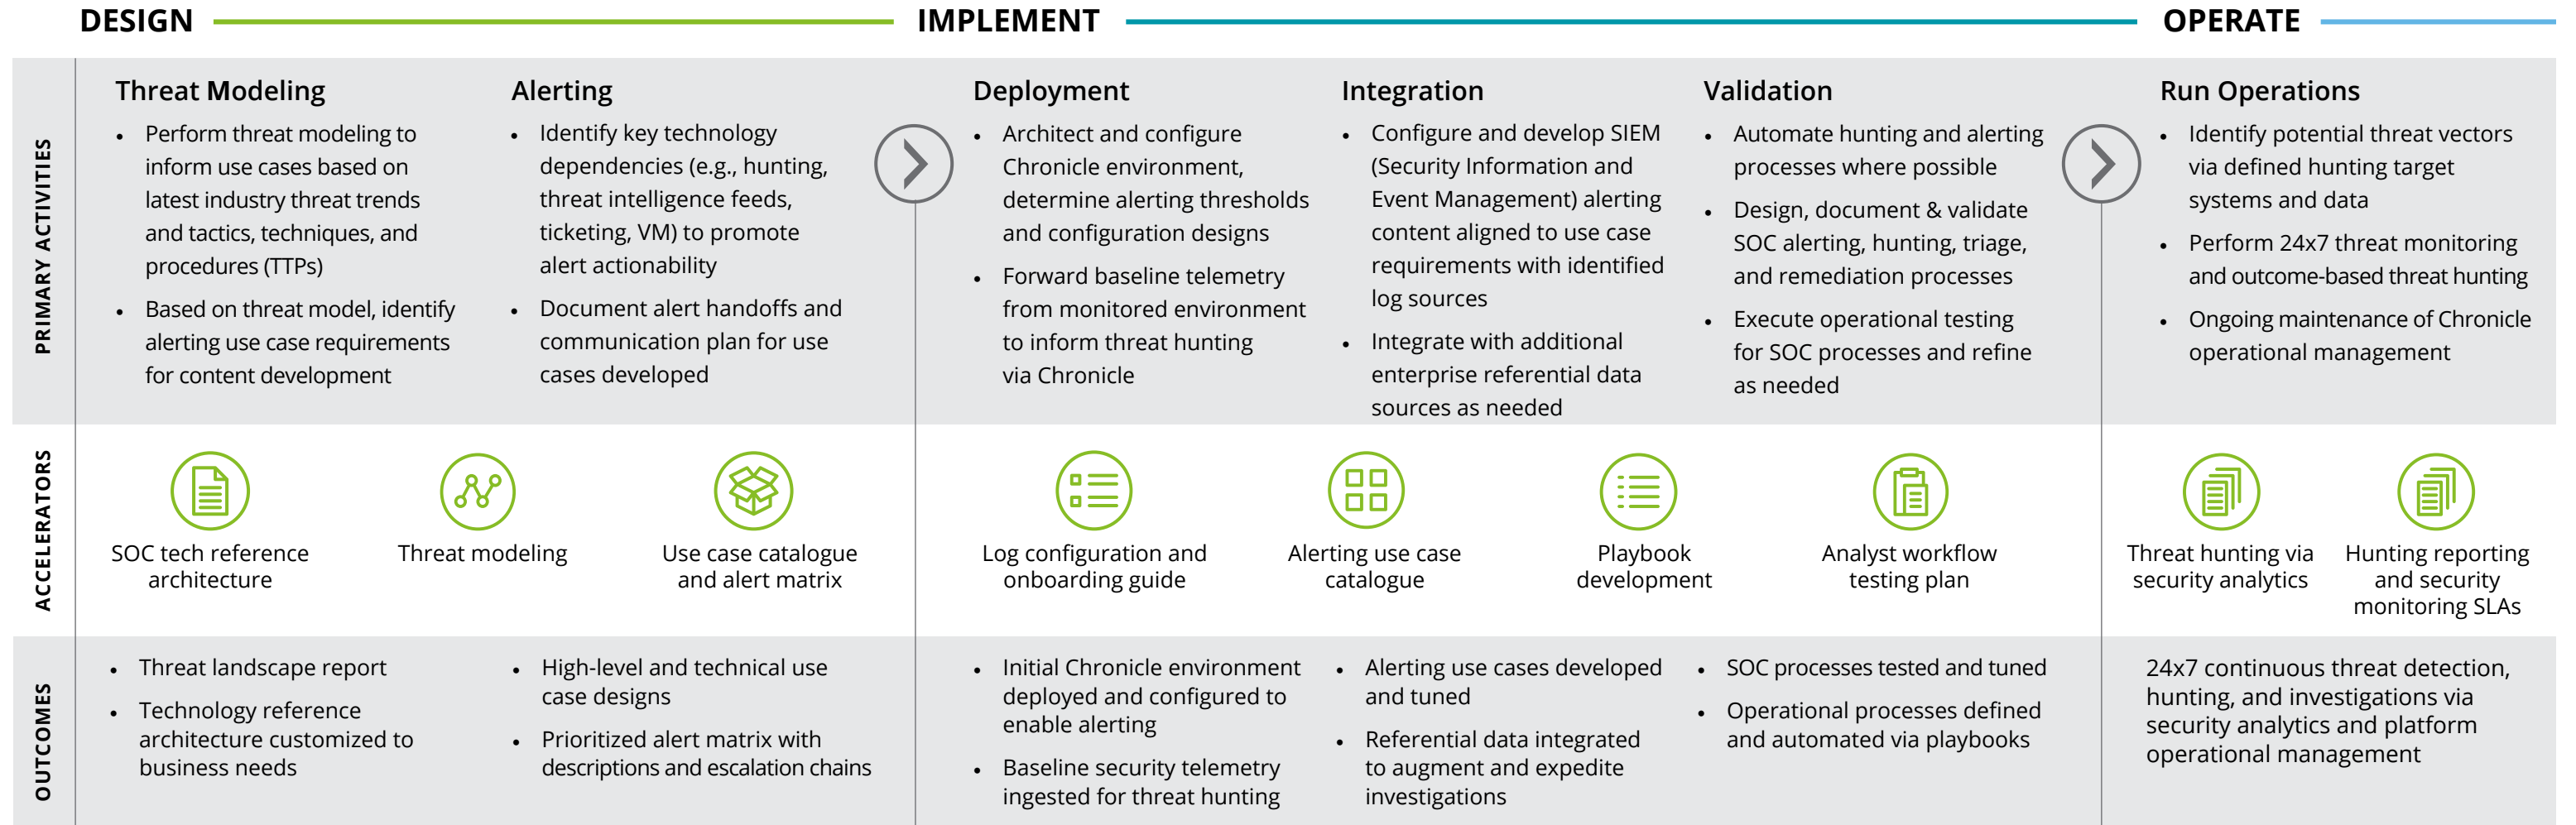 DESIGN
IMPLEMENT
OPERATE
PRIMARY ACTIVITIES
Threat Modeling
• Perform threat modeling to
inform use cases based on
latest industry threat trends
and tactics, techniques, and
procedures (TTPs)
• Based on threat model, identify
alerting use case requirements
for content development
Alerting
• Identify key technology
dependencies (e.g., hunting,
threat intelligence feeds,
ticketing, VM) to promote
alert actionability
• Document alert handoffs and
communication plan for use
cases developed
Deployment
• Architect and configure
Chronicle environment,
determine alerting thresholds
and configuration designs
• Forward baseline telemetry
from monitored environment
to inform threat hunting
via Chronicle
Integration
• Configure and develop SIEM
(Security Information and
Event Management) alerting
content aligned to use case
requirements with identified
log sources
• Integrate with additional
enterprise referential data
sources as needed
Validation
• Automate hunting and alerting
processes where possible
• Design, document & validate
SOC alerting, hunting, triage,
and remediation processes
• Execute operational testing
for SOC processes and refine
as needed
Run Operations
• Identify potential threat vectors
via defined hunting target
systems and data
• Perform 24x7 threat monitoring
and outcome-based threat hunting
• Ongoing maintenance of Chronicle
operational management
ACCELERATORS
SOC tech reference
architecture
Threat modeling
Use case catalogue
and alert matrix
Log configuration and
onboarding guide
Alerting use case
catalogue
Playbook
development
Analyst workflow
testing plan
Threat hunting via
security analytics
Hunting reporting
and security
monitoring SLAs
OUTCOMES
• Threat landscape report
• Technology reference
architecture customized to
business needs
• High-level and technical use
case designs
• Prioritized alert matrix with
descriptions and escalation chains
• Initial Chronicle environment
deployed and configured to
enable alerting
• Baseline security telemetry
ingested for threat hunting
• Alerting use cases developed
and tuned
• Referential data integrated
to augment and expedite
investigations
• SOC processes tested and tuned
• Operational processes defined
and automated via playbooks
24x7 continuous threat detection,
hunting, and investigations via
security analytics and platform
operational management